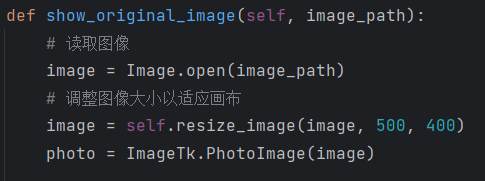 def show_original_image(self, image_path):
    # 读取图像
    image = Image.open(image_path)
    # 调整图像大小以适应画布
    image = self.resize_image(image, 500, 400)
    photo = ImageTk.PhotoImage(image)